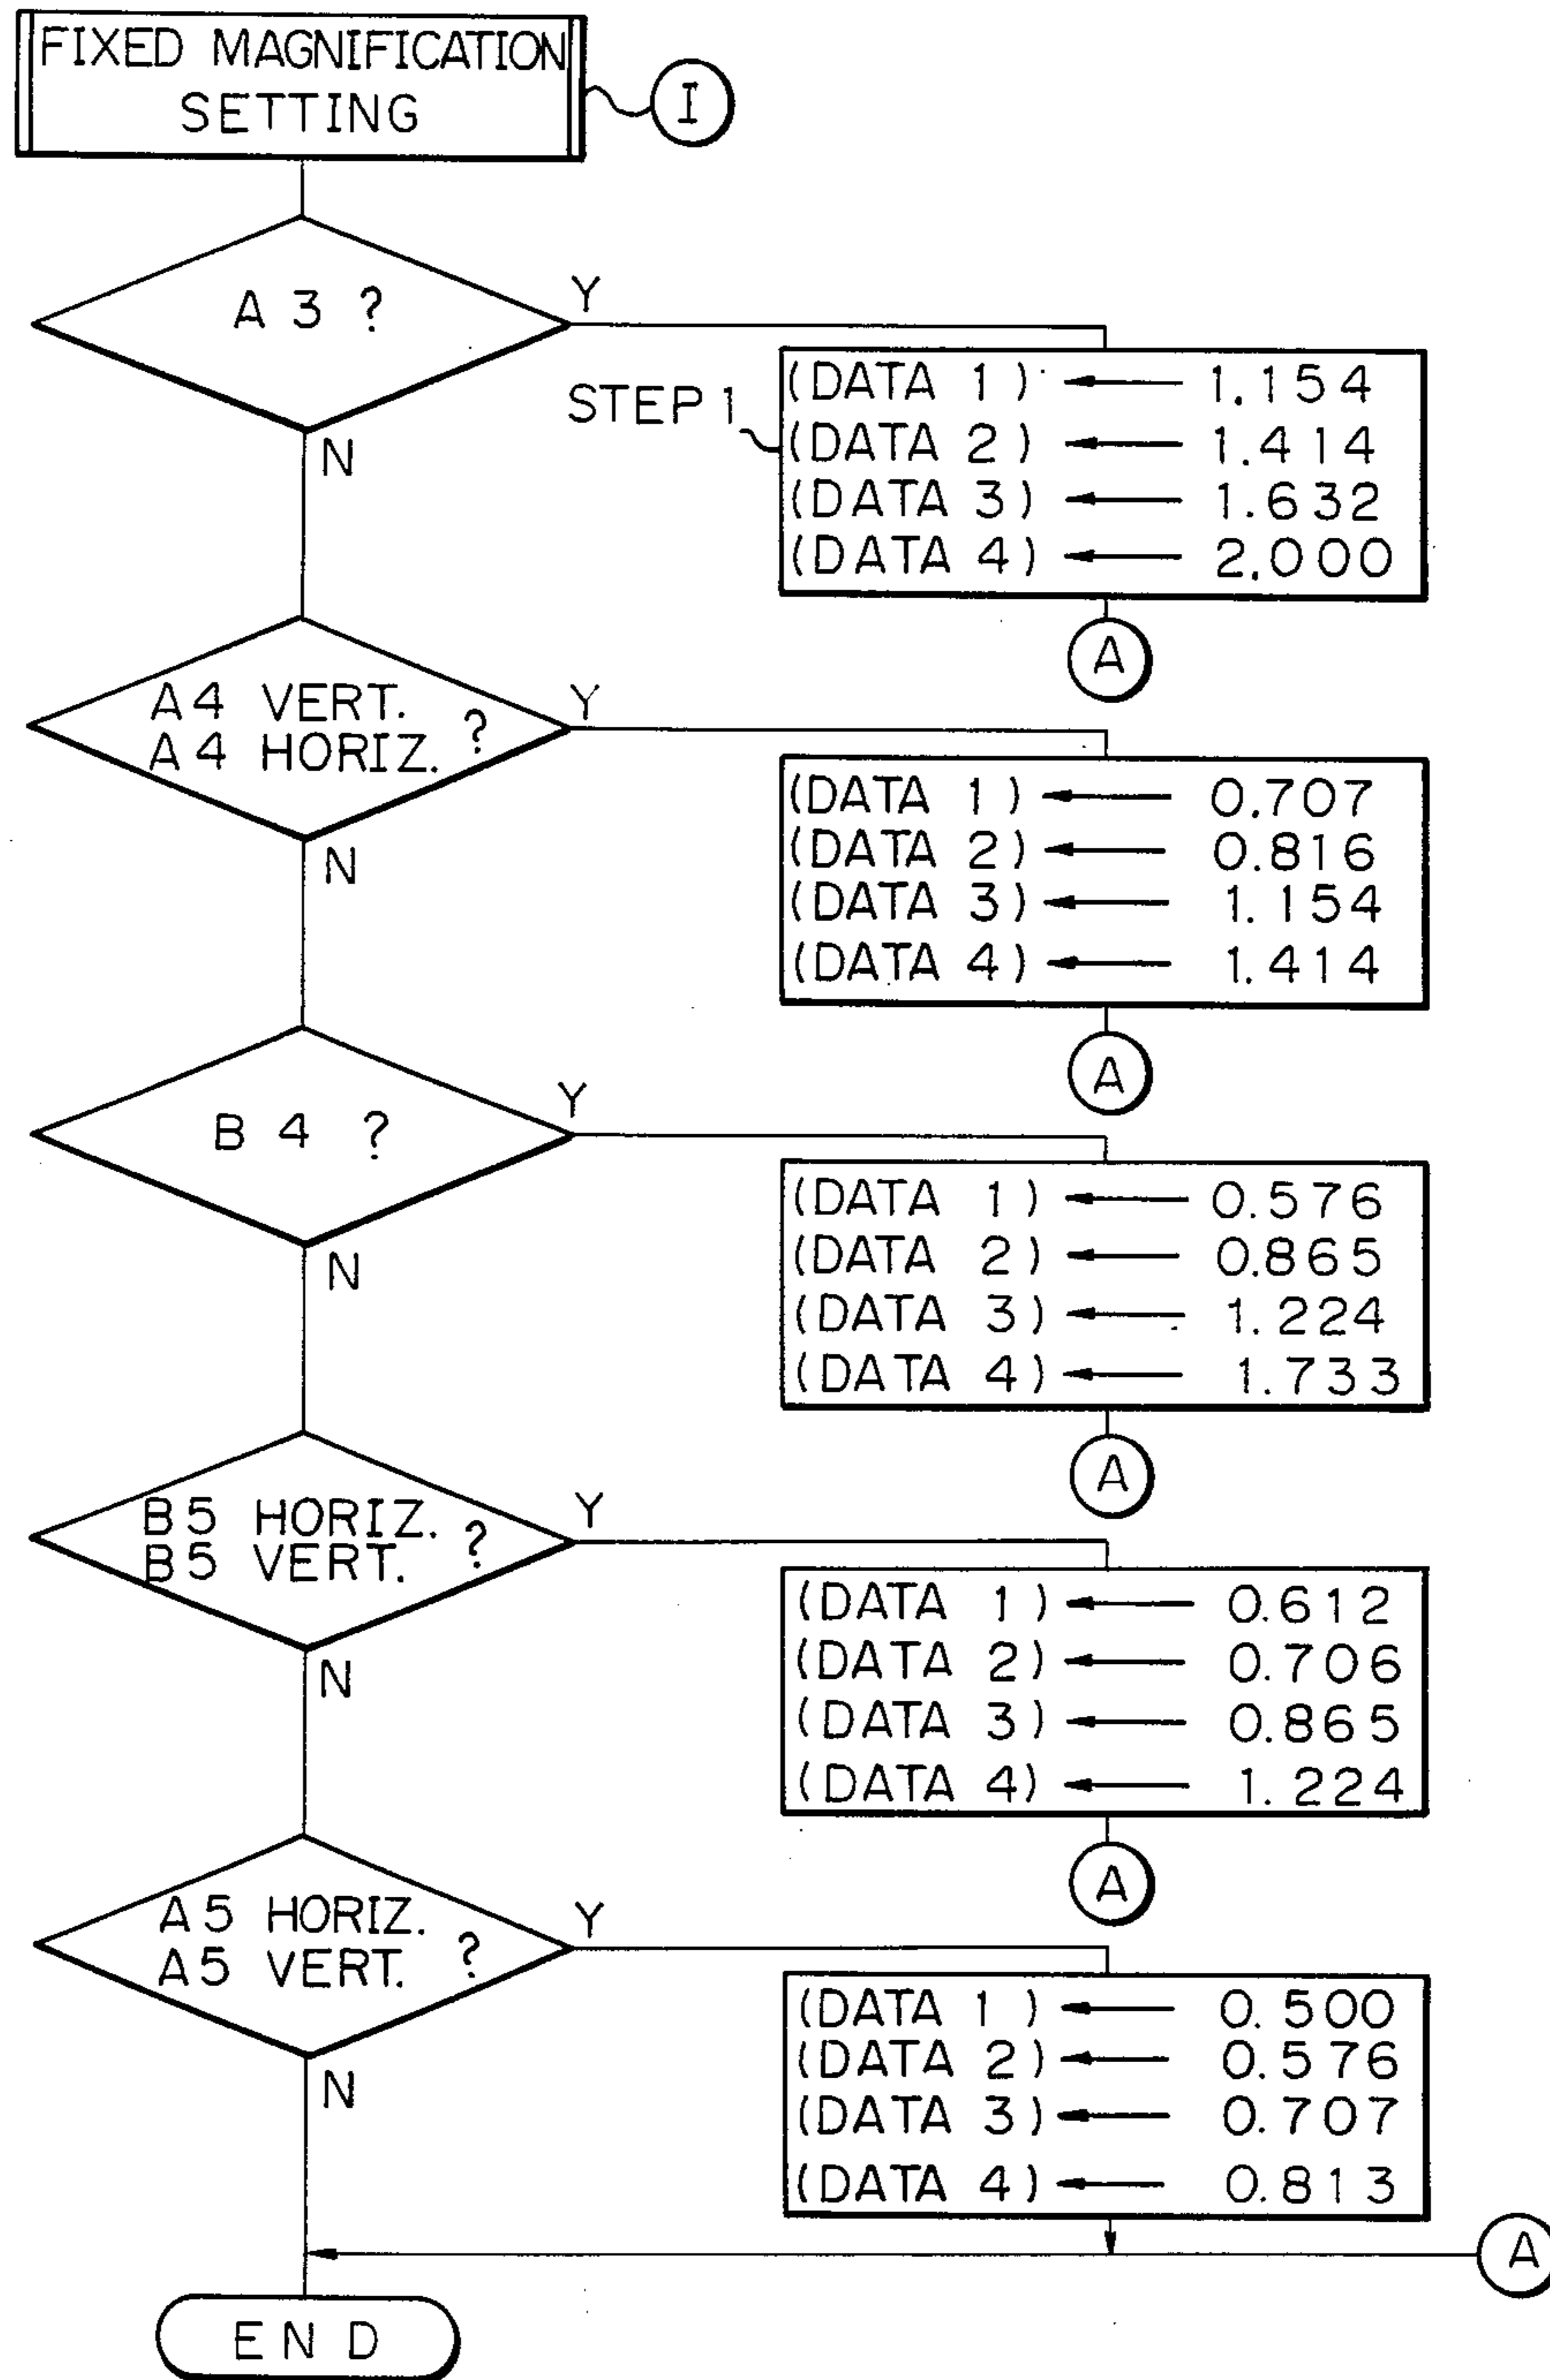 FIXED MAGNIFICATION
SETTING
I
A 3 ?
Y
N
STEP 1
(DATA 1) ← 1.154
(DATA 2) ← 1.414
(DATA 3) ← 1.632
(DATA 4) ← 2.000
A
A4 VERT.
A4 HORIZ. ?
Y
N
(DATA 1) ← 0.707
(DATA 2) ← 0.816
(DATA 3) ← 1.154
(DATA 4) ← 1.414
A
B 4 ?
Y
N
(DATA 1) ← 0.576
(DATA 2) ← 0.865
(DATA 3) ← 1.224
(DATA 4) ← 1.733
A
B5 HORIZ.
B5 VERT. ?
Y
N
(DATA 1) ← 0.612
(DATA 2) ← 0.706
(DATA 3) ← 0.865
(DATA 4) ← 1.224
A
A5 HORIZ.
A5 VERT. ?
Y
N
(DATA 1) ← 0.500
(DATA 2) ← 0.576
(DATA 3) ← 0.707
(DATA 4) ← 0.813
A
END